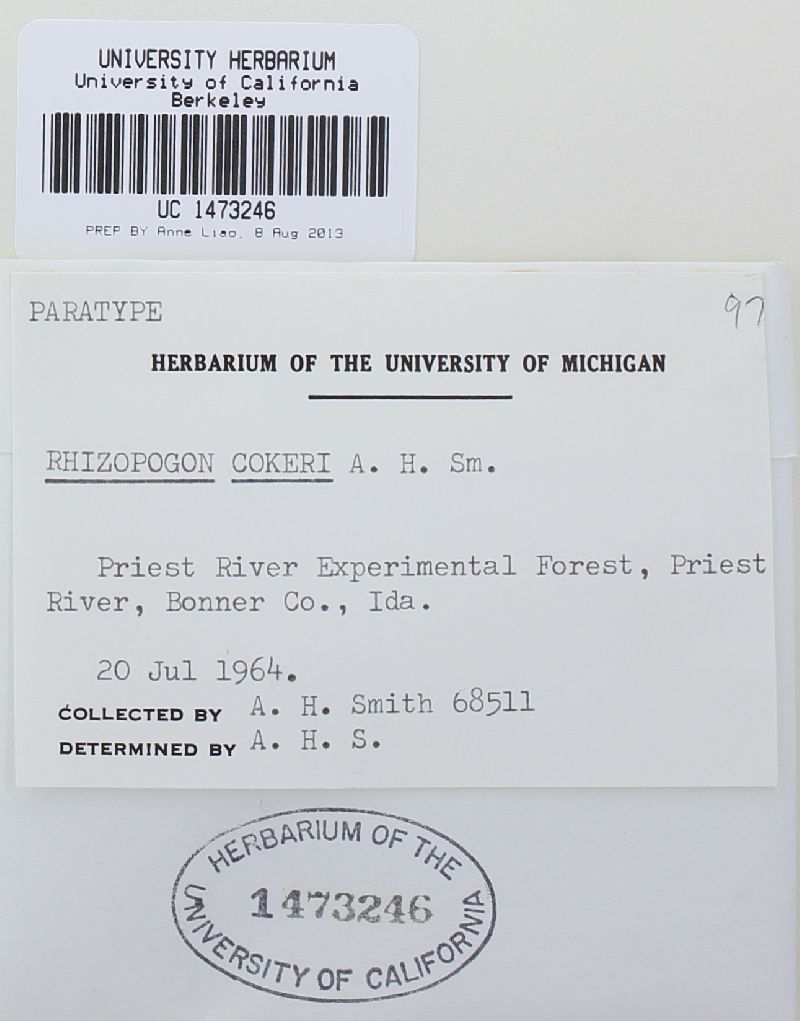 UNIVERSITY HERBARIUM
University of California
Berkeley
UC 1473246
PREP BY Anne Liao, 8 Aug 2013
PARATYPE
97
HERBARIUM OF THE UNIVERSITY OF MICHIGAN
RHIZOPOGON COKERI A. H. Sm.
Priest River Experimental Forest, Priest
River, Bonner Co., Ida.
20 Jul 1964.
COLLECTED BY A. H. Smith 68511
DETERMINED BY A. H. S.
HERBARIUM OF THE
1473246
UNIVERSITY OF CALIFORNIA